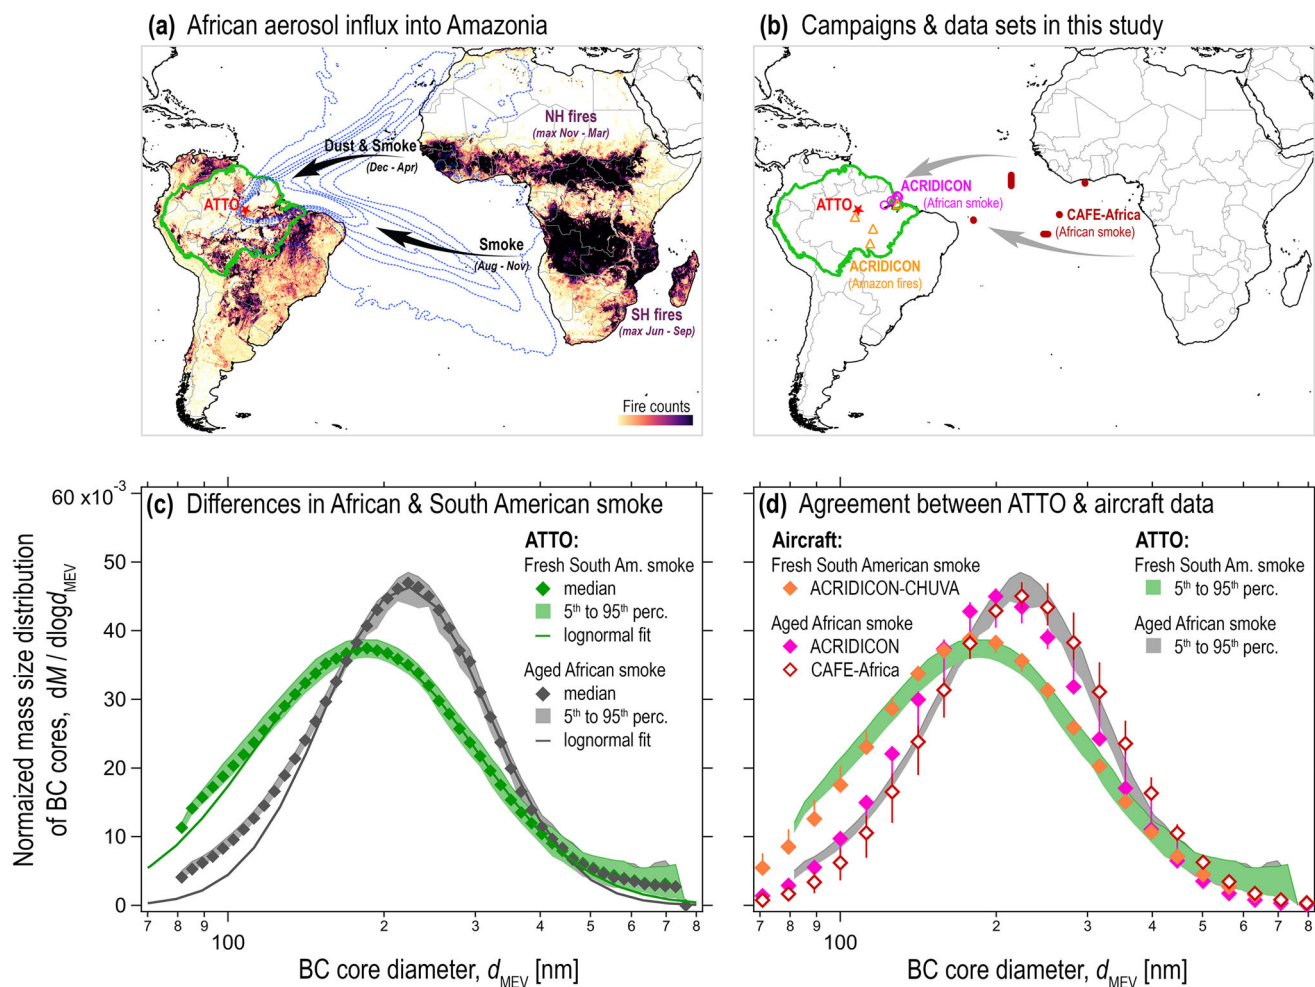 (a) African aerosol influx into Amazonia
NH fires
(max Nov - Mar)
Dust & Smoke
(Dec - Apr)
ATTO
Smoke
(Aug - Nov)
SH fires
(max Jun - Sep)
Fire counts
(b) Campaigns & data sets in this study
ACRIDICON
(African smoke)
ATTO
CAFE-Africa
(African smoke)
ACRIDICON
(Amazon fires)
60 x10⁻³
50
40
30
20
10
0
Normaized mass size distribution
of BC cores, dM / dlogd_MEV
(c) Differences in African & South American smoke
ATTO:
Fresh South Am. smoke
median
5th to 95th perc.
lognormal fit
Aged African smoke
median
5th to 95th perc.
lognormal fit
7 8 9 2 3 4 5 6 7 8
100
BC core diameter, d_MEV [nm]
(d) Agreement between ATTO & aircraft data
Aircraft:
Fresh South American smoke
ACRIDICON-CHUVA
Aged African smoke
ACRIDICON
CAFE-Africa
ATTO:
Fresh South Am. smoke
5th to 95th perc.
Aged African smoke
5th to 95th perc.
7 8 9 2 3 4 5 6 7 8
100
BC core diameter, d_MEV [nm]